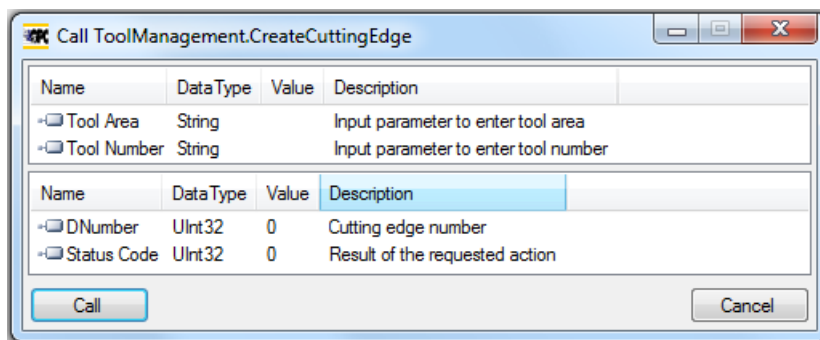 OPC Call ToolManagement.CreateCuttingEdge
Name DataType Value Description
Tool Area String Input parameter to enter tool area
Tool Number String Input parameter to enter tool number
Name DataType Value Description
DNumber UInt32 0 Cutting edge number
Status Code UInt32 0 Result of the requested action
Call Cancel